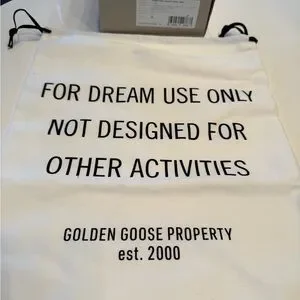 FOR DREAM USE ONLY
NOT DESIGNED FOR
OTHER ACTIVITIES
GOLDEN GOOSE PROPERTY
est. 2000